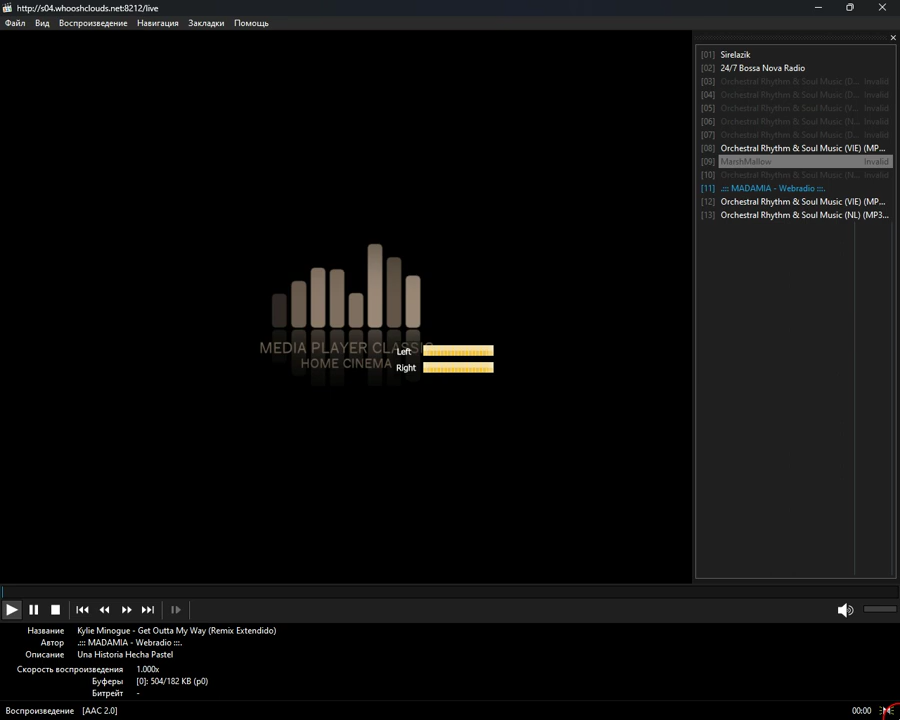 http://s04.whooshclouds.net:8212/live
Файл Вид Воспроизведение Навигация Закладки Помощь
[01] Sirelazik
[02] 24/7 Bossa Nova Radio
[03] Orchestral Rhythm & Soul Music (D... Invalid
[04] Orchestral Rhythm & Soul Music (D... Invalid
[05] Orchestral Rhythm & Soul Music (V... Invalid
[06] Orchestral Rhythm & Soul Music (N... Invalid
[07] Orchestral Rhythm & Soul Music (D... Invalid
[08] Orchestral Rhythm & Soul Music (VIE) (MP...
[09] MarshMallow Invalid
[10] Orchestral Rhythm & Soul Music (N... Invalid
[11] .::: MADAMIA - Webradio :::.
[12] Orchestral Rhythm & Soul Music (VIE) (MP...
[13] Orchestral Rhythm & Soul Music (NL) (MP3...
MEDIA PLAYER CLASSIC
HOME CINEMA
Left
Right
Название Kylie Minogue - Get Outta My Way (Remix Extendido)
Автор .::: MADAMIA - Webradio :::.
Описание Una Historia Hecha Pastel
Скорость воспроизведения 1.000x
Буферы [0]: 504/182 KB (p0)
Битрейт -
Воспроизведение [AAC 2.0] 00:00